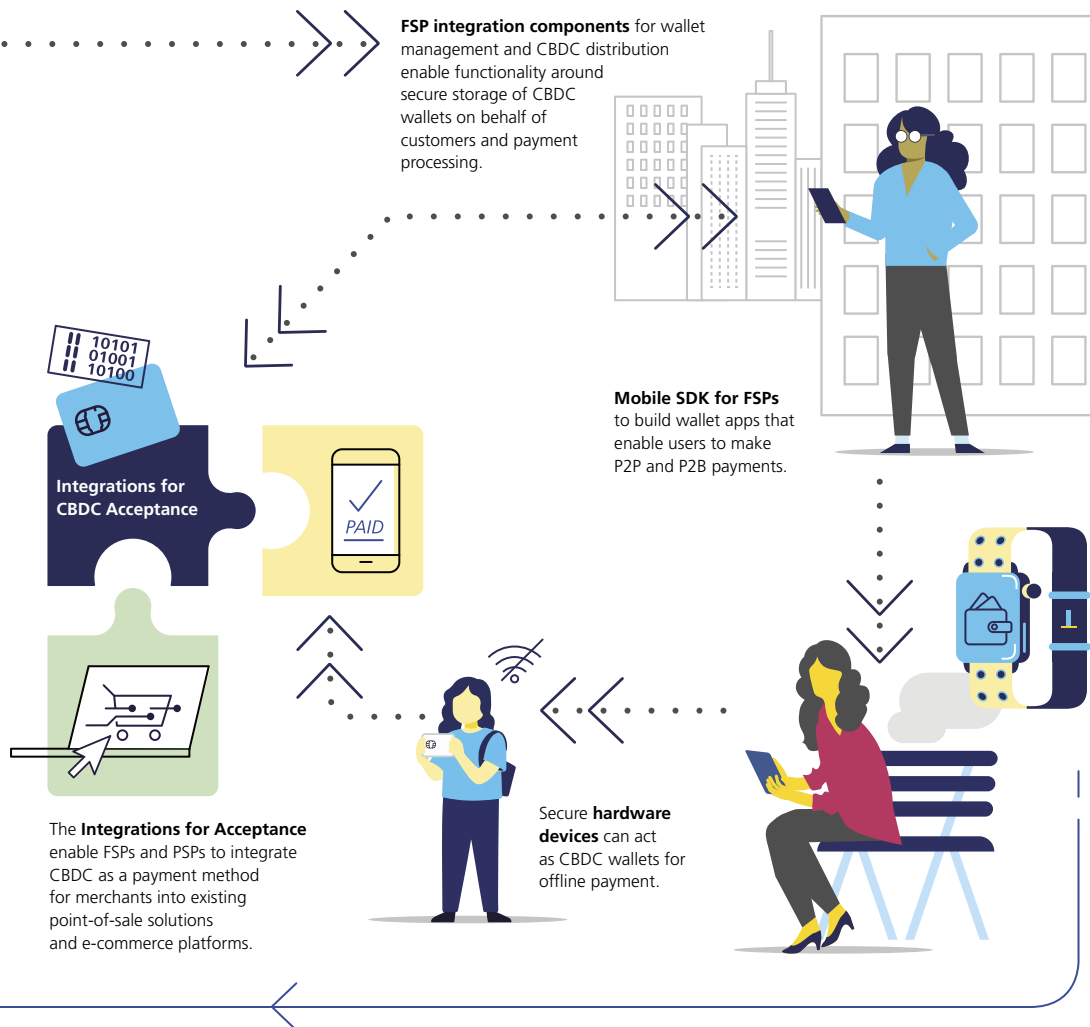 FSP integration components for wallet
management and CBDC distribution
enable functionality around
secure storage of CBDC
wallets on behalf of
customers and payment
processing.
10101
01001
10100
Integrations for
CBDC Acceptance
PAID
Mobile SDK for FSPs
to build wallet apps that
enable users to make
P2P and P2B payments.
Secure hardware
devices can act
as CBDC wallets for
offline payment.
The Integrations for Acceptance
enable FSPs and PSPs to integrate
CBDC as a payment method
for merchants into existing
point-of-sale solutions
and e-commerce platforms.